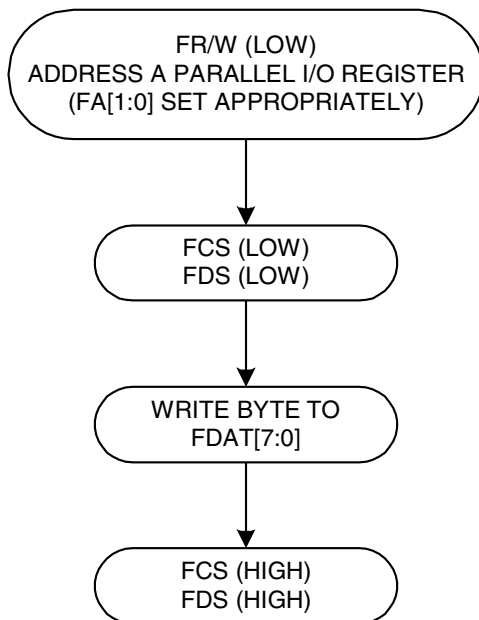 FR/W (LOW)
ADDRESS A PARALLEL I/O REGISTER
(FA[1:0] SET APPROPRIATELY)
FCS (LOW)
FDS (LOW)
WRITE BYTE TO
FDAT[7:0]
FCS (HIGH)
FDS (HIGH)